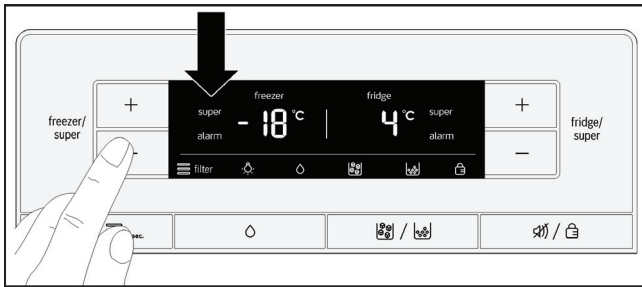 freezer/
super
+
−
super
alarm
freezer
-18°C
fridge
4°C
super
alarm
filter
+
−
fridge/
super
sec.
/
/